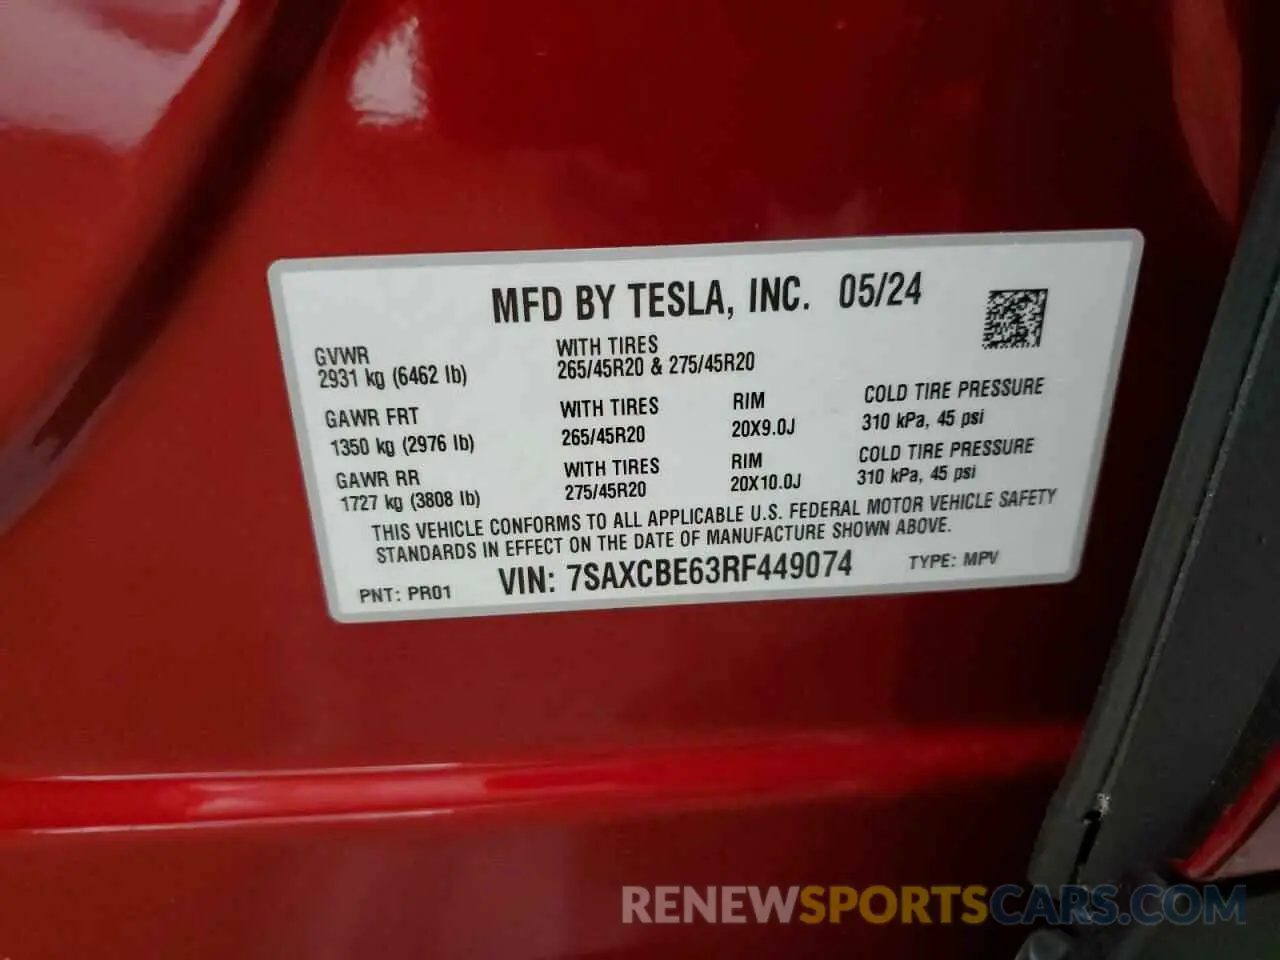 MFD BY TESLA, INC. 05/24
GVWR
2931 kg (6462 lb)
WITH TIRES
265/45R20 & 275/45R20
GAWR FRT
1350 kg (2976 lb)
WITH TIRES
265/45R20
RIM
20X9.0J
COLD TIRE PRESSURE
310 kPa, 45 psi
GAWR RR
1727 kg (3808 lb)
WITH TIRES
275/45R20
RIM
20X10.0J
COLD TIRE PRESSURE
310 kPa, 45 psi
THIS VEHICLE CONFORMS TO ALL APPLICABLE U.S. FEDERAL MOTOR VEHICLE SAFETY
STANDARDS IN EFFECT ON THE DATE OF MANUFACTURE SHOWN ABOVE.
PNT: PR01 VIN: 7SAXCBE63RF449074 TYPE: MPV
RENEWSPORTSCARS.COM